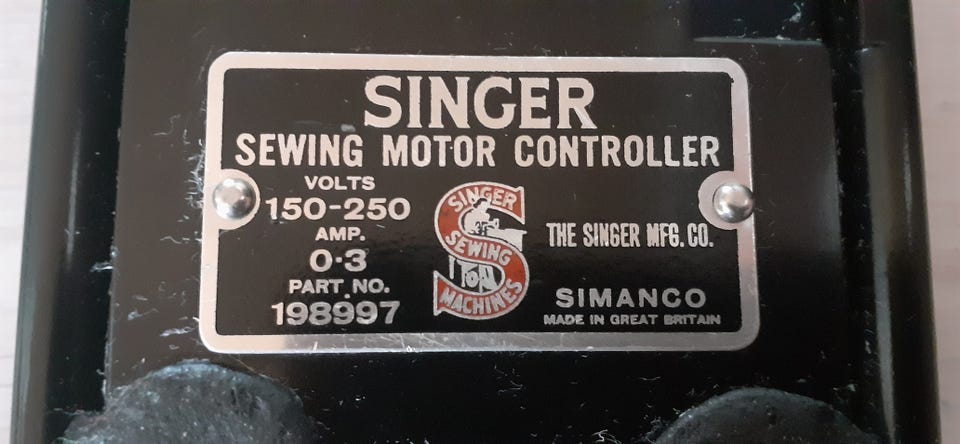 SINGER
SEWING MOTOR CONTROLLER
VOLTS
150-250
AMP.
0·3
PART NO.
198997
SINGER
SEWING
MACHINES
THE SINGER MFG. CO.
SIMANCO
MADE IN GREAT BRITAIN